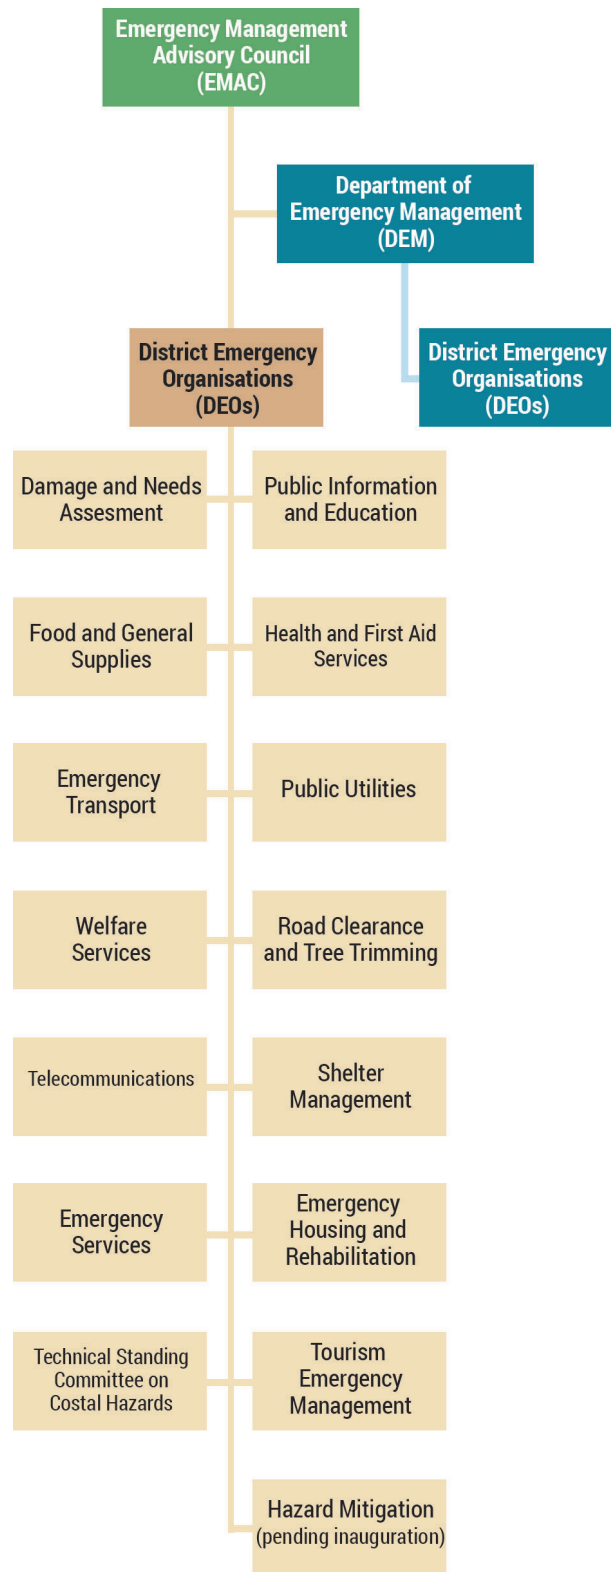 Emergency Management
Advisory Council
(EMAC)
Department of
Emergency Management
(DEM)
District Emergency
Organisations
(DEOs)
District Emergency
Organisations
(DEOs)
Damage and Needs
Assesment
Public Information
and Education
Food and General
Supplies
Health and First Aid
Services
Emergency
Transport
Public Utilities
Welfare
Services
Road Clearance
and Tree Trimming
Telecommunications
Shelter
Management
Emergency
Services
Emergency
Housing and
Rehabilitation
Technical Standing
Committee on
Costal Hazards
Tourism
Emergency
Management
Hazard Mitigation
(pending inauguration)